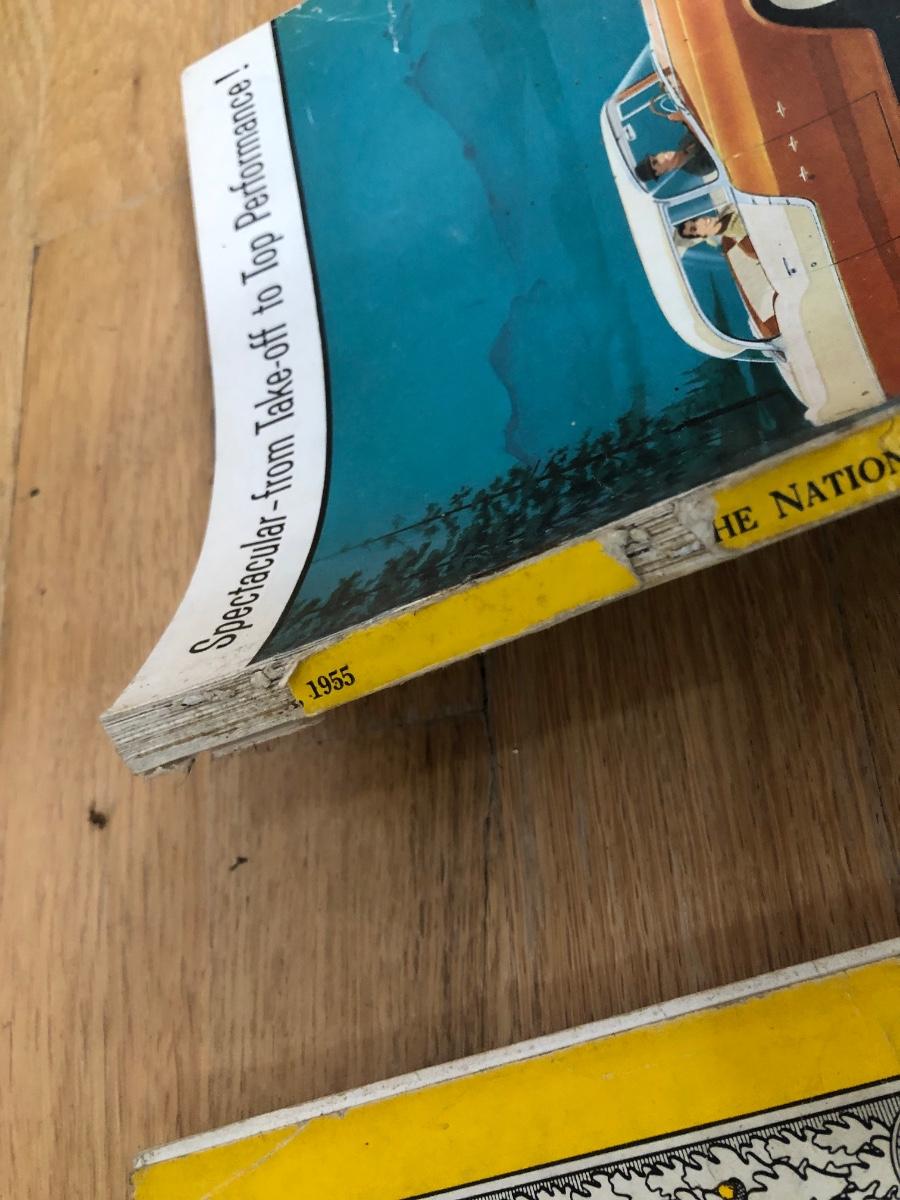 Spectacular-from Take-off to Top Performance!
HE NATION
, 1955